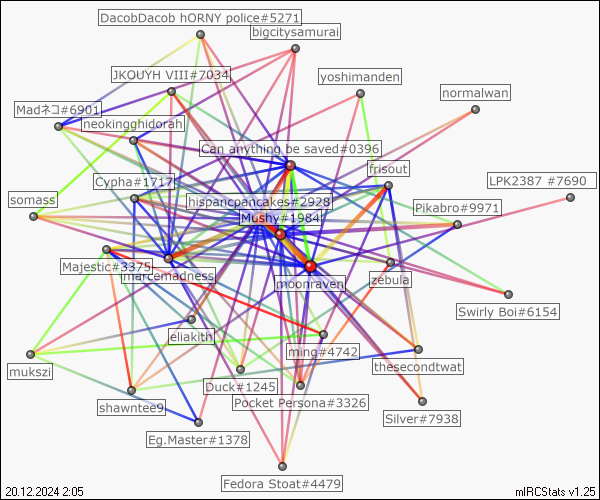 DacobDacob hORNY police#5271
bigcitysamurai
JKOUYH VIII#7034
yoshimanden
normalwan
Madネコ#6901
neokingghidorah
Can anything be saved#0396
frisout
Cypha#1717
LPK2387 #7690
somass
hispancpancakes#2928
Pikabro#9971
Mushy#1984
Majestic#3375
marcemadness
moonraven
zebula
Swirly Boi#6154
eliakith
ming#4742
thesecondtwat
mukszi
Duck#1245
shawntee9
Pocket Persona#3326
Silver#7938
Eg.Master#1378
Fedora Stoat#4479
20.12.2024 2:05
mIRCStats v1.25